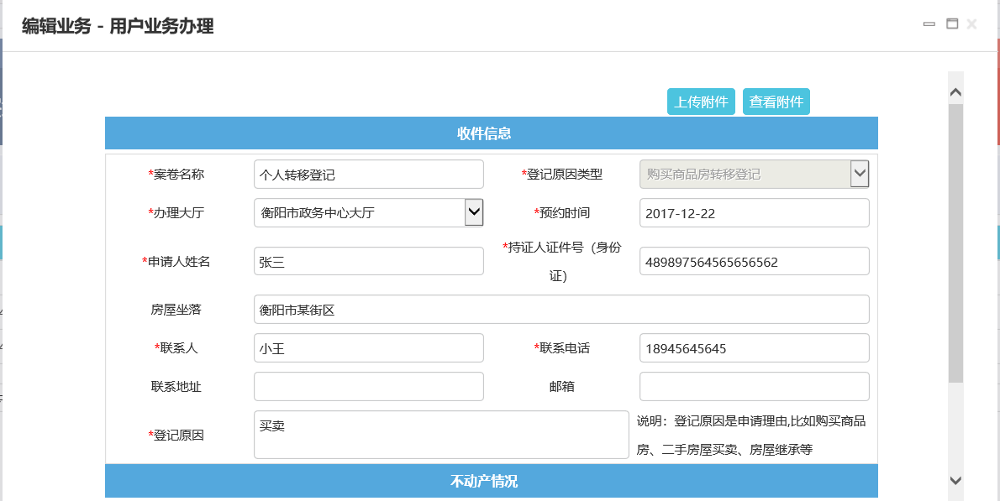 编辑业务 - 用户业务办理
上传附件 查看附件
收件信息
*案卷名称 个人转移登记 *登记原因类型 购买商品房转移登记
*办理大厅 衡阳市政务中心大厅 *预约时间 2017-12-22
*申请人姓名 张三 *持证人证件号（身份
证） 489897564565656562
房屋坐落 衡阳市某街区
*联系人 小王 *联系电话 18945645645
联系地址 邮箱
*登记原因 买卖 说明：登记原因是申请理由,比如购买商品
房、二手房屋买卖、房屋继承等
不动产情况